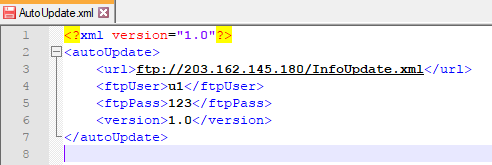 AutoUpdate.xml
1 <?xml version="1.0"?>
2 <autoUpdate>
3 <url>ftp://203.162.145.180/InfoUpdate.xml</url>
4 <ftpUser>u1</ftpUser>
5 <ftpPass>123</ftpPass>
6 <version>1.0</version>
7 </autoUpdate>
8